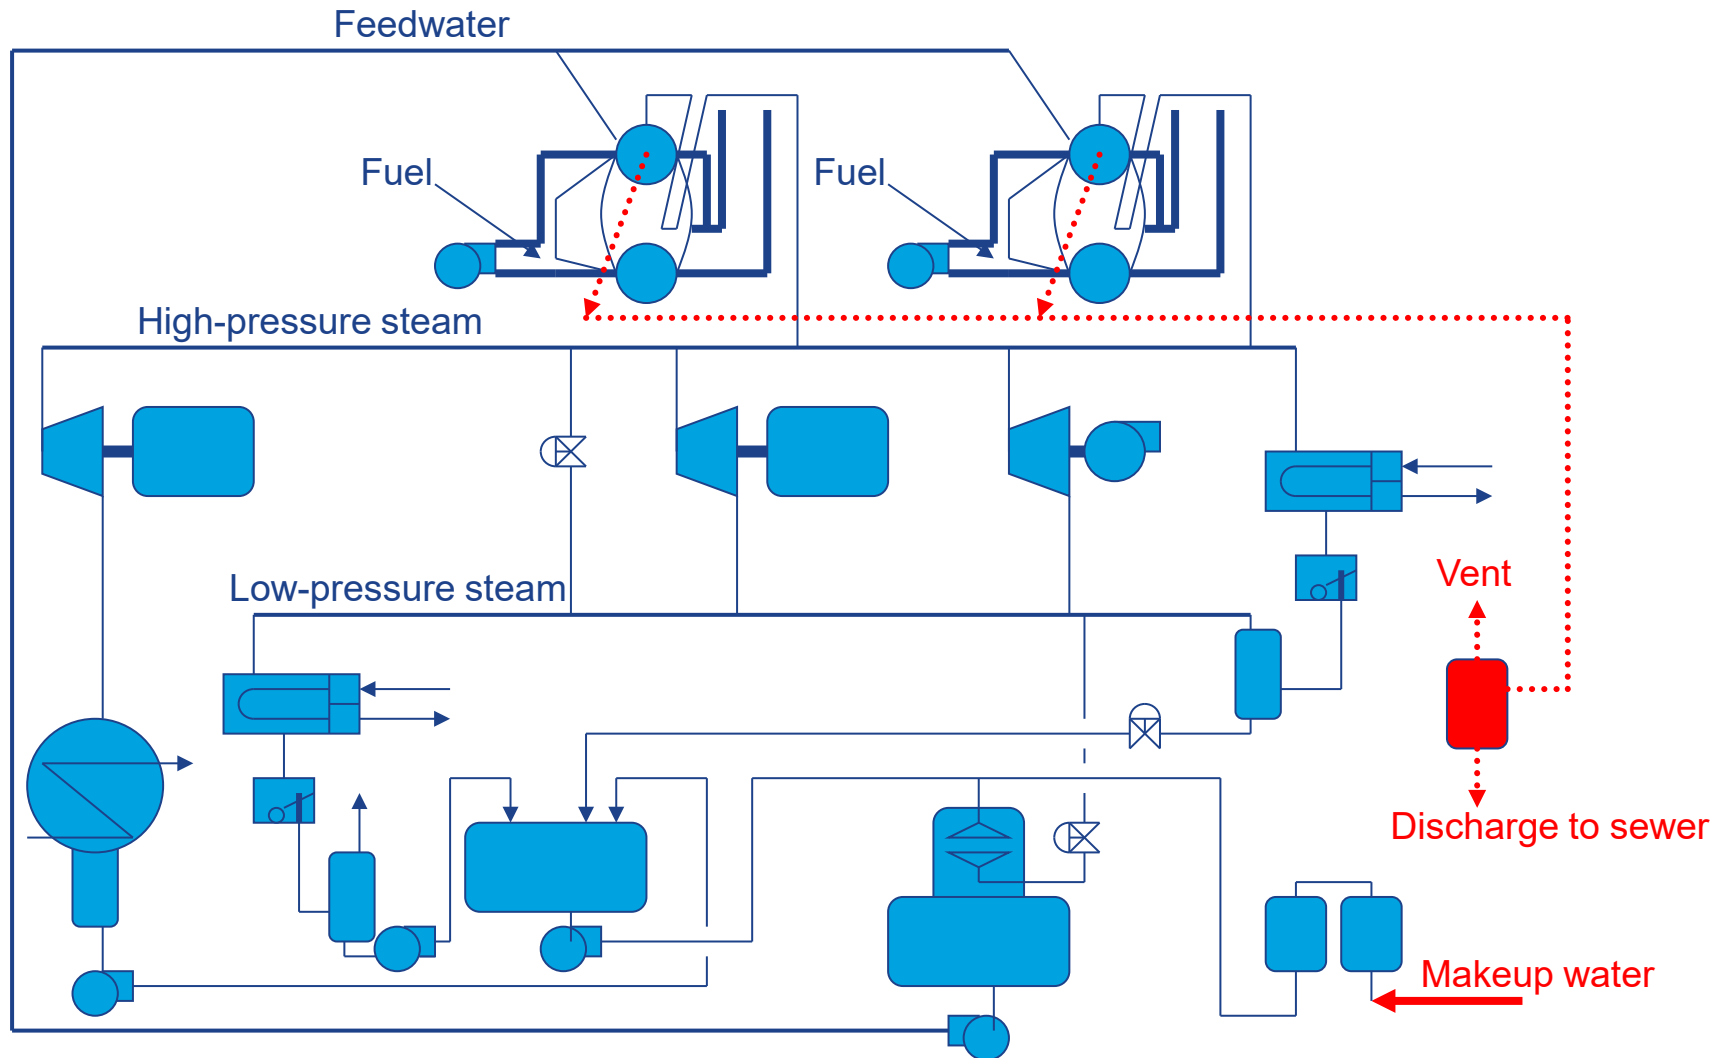 Feedwater
Fuel
Fuel
High-pressure steam
Low-pressure steam
Vent
Discharge to sewer
Makeup water